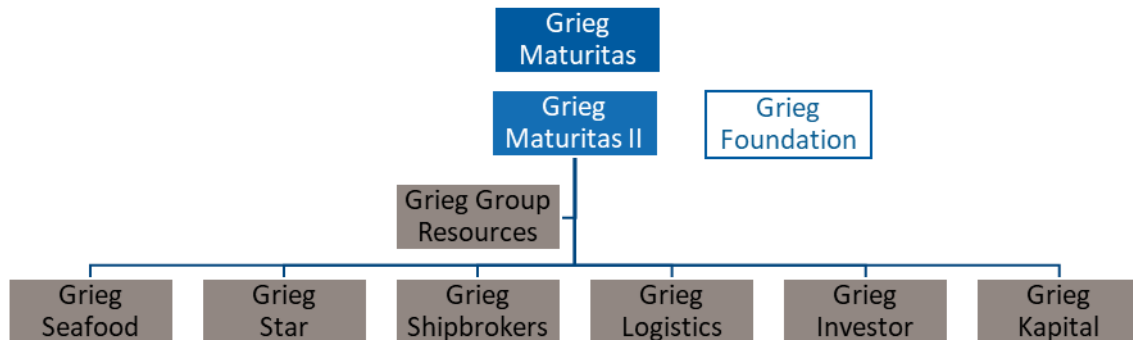 Grieg
Maturitas
Grieg
Maturitas II
Grieg
Foundation
Grieg Group
Resources
Grieg
Seafood
Grieg
Star
Grieg
Shipbrokers
Grieg
Logistics
Grieg
Investor
Grieg
Kapital